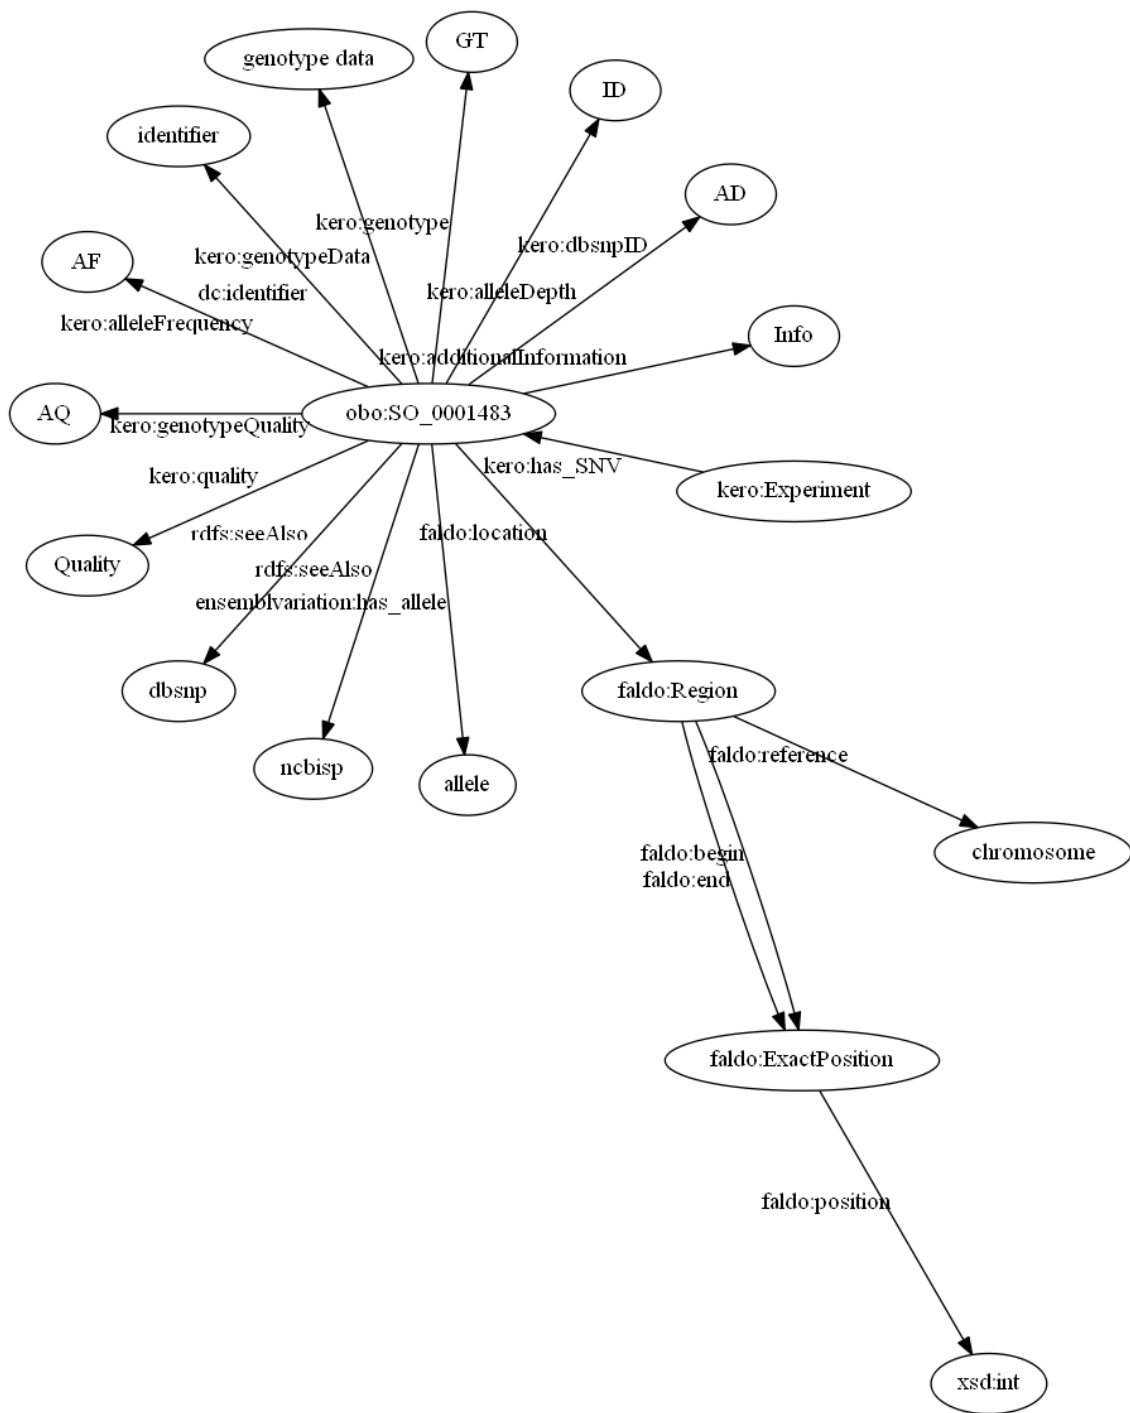 GT
genotype data
ID
identifier
AD
kero:genotype
kero:dbsnpID
kero:genotypeData
AF
dc:identifier
kero:alleleDepth
kero:alleleFrequency
Info
kero:additionalInformation
AQ
obo:SO_0001483
kero:genotypeQuality
kero:has_SNV
kero:quality
kero:Experiment
rdfs:seeAlso
faldo:location
Quality
rdfs:seeAlso
ensemblvariation:has_allele
dbsnp
faldo:Region
faldo:reference
ncbisp
allele
faldo:begin
chromosome
faldo:end
faldo:ExactPosition
faldo:position
xsd:int